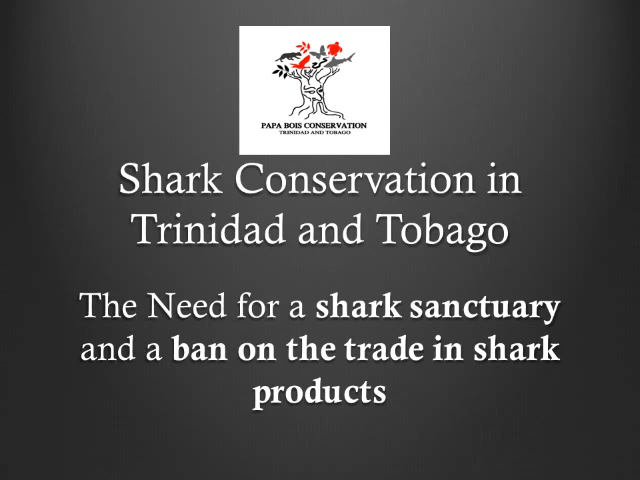 PAPA BOIS CONSERVATION
TRINIDAD AND TOBAGO
Shark Conservation in
Trinidad and Tobago
The Need for a shark sanctuary
and a ban on the trade in shark
products